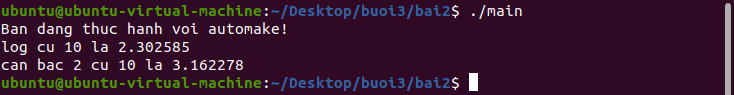 ubuntu@ubuntu-virtual-machine:~/Desktop/buoi3/bai2$ ./main
Ban dang thuc hanh voi automake!
log cu 10 la 2.302585
can bac 2 cu 10 la 3.162278
ubuntu@ubuntu-virtual-machine:~/Desktop/buoi3/bai2$